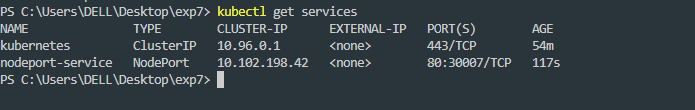 PS C:\Users\DELL\Desktop\exp7> kubectl get services
NAME TYPE CLUSTER-IP EXTERNAL-IP PORT(S) AGE
kubernetes ClusterIP 10.96.0.1 <none> 443/TCP 54m
nodeport-service NodePort 10.102.198.42 <none> 80:30007/TCP 117s
PS C:\Users\DELL\Desktop\exp7>